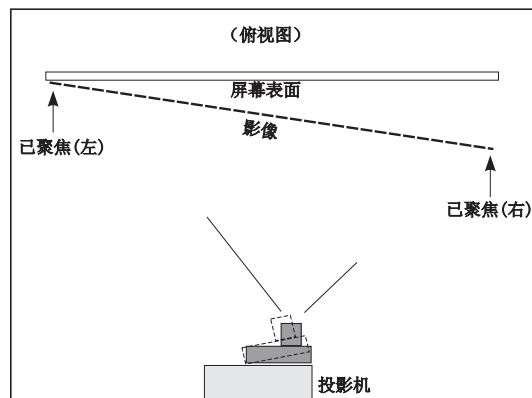 （俯视图）
屏幕表面
影像
已聚焦(左)
已聚焦(右)
投影机